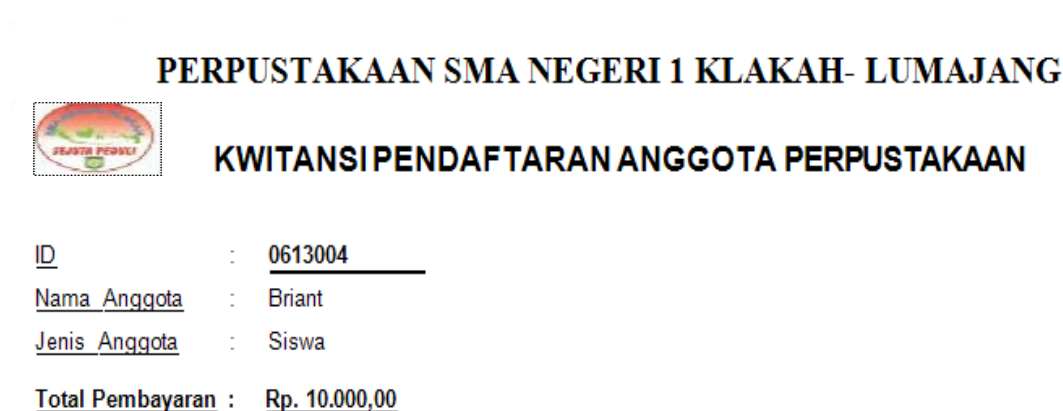 PERPUSTAKAAN SMA NEGERI 1 KLAKAH- LUMAJANG
KWITANSI PENDAFTARAN ANGGOTA PERPUSTAKAAN
ID : 0613004
Nama Anggota : Briant
Jenis Anggota : Siswa
Total Pembayaran : Rp. 10.000,00